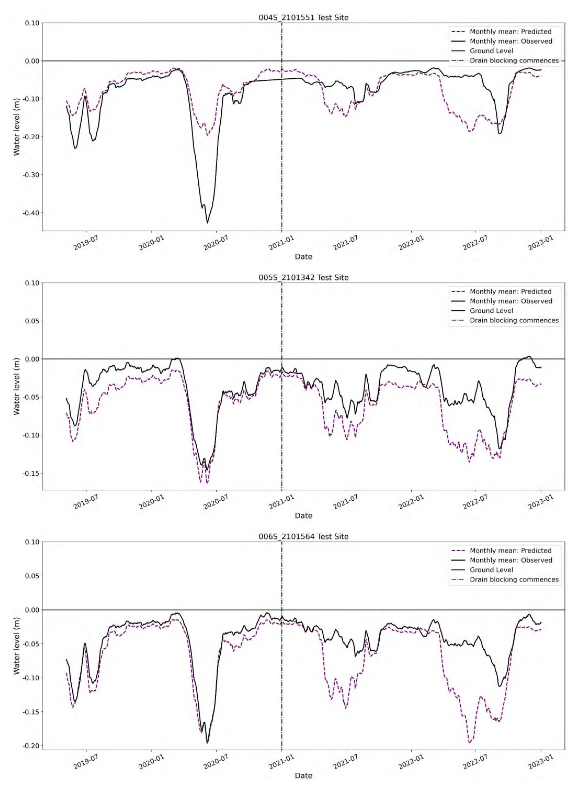 004S_2101551 Test Site
0.10
0.00
-0.10
-0.20
-0.30
-0.40
Water level (m)
Monthly mean: Predicted
Monthly mean: Observed
Ground Level
Drain blocking commences
2019-07
2020-01
2020-07
2021-01
2021-07
2022-01
2022-07
2023-01
Date
005S_2101342 Test Site
0.10
0.05
0.00
-0.05
-0.10
-0.15
Water level (m)
Monthly mean: Predicted
Monthly mean: Observed
Ground Level
Drain blocking commences
2019-07
2020-01
2020-07
2021-01
2021-07
2022-01
2022-07
2023-01
Date
006S_2101564 Test Site
0.10
0.05
0.00
-0.05
-0.10
-0.15
-0.20
Water level (m)
Monthly mean: Predicted
Monthly mean: Observed
Ground Level
Drain blocking commences
2019-07
2020-01
2020-07
2021-01
2021-07
2022-01
2022-07
2023-01
Date